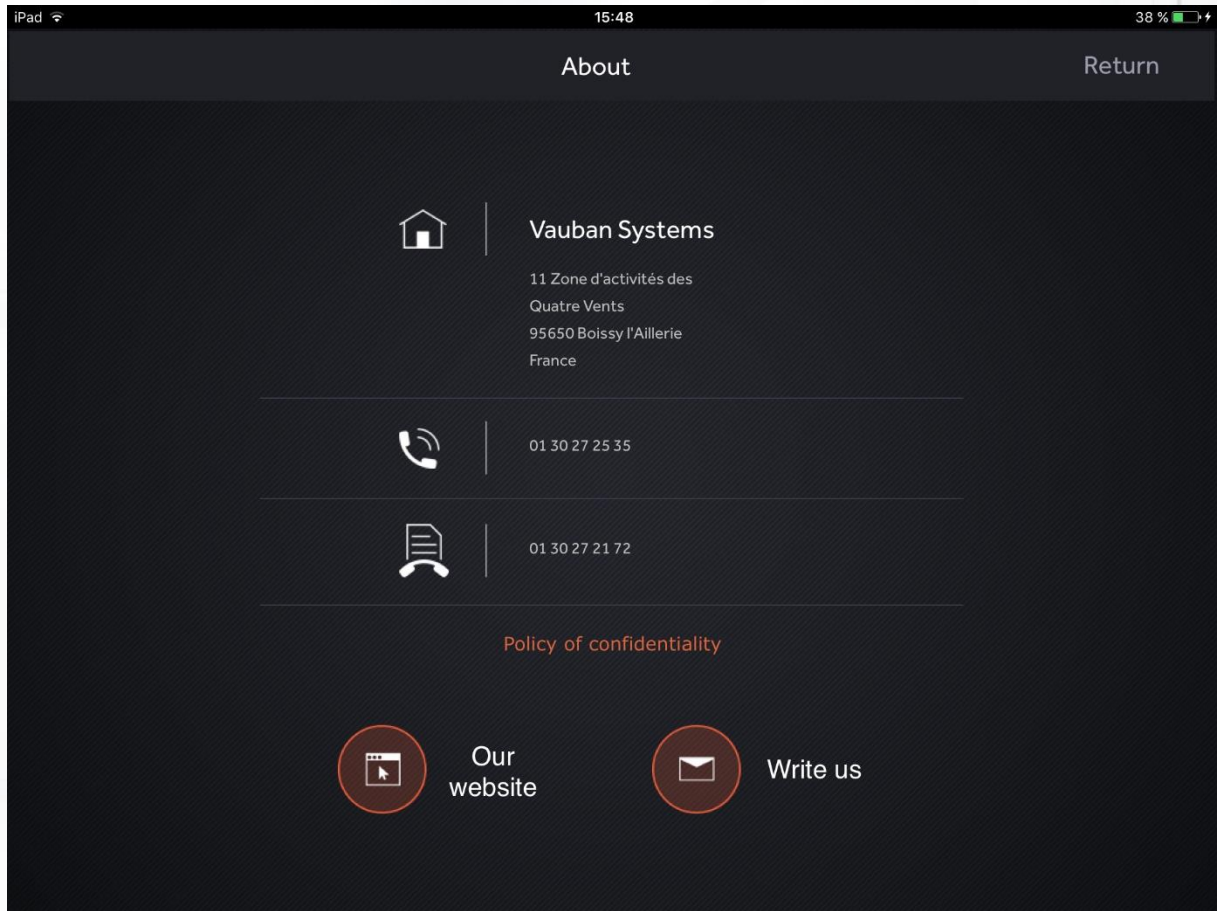 iPad 15:48 38 %
About Return
Vauban Systems
11 Zone d'activités des
Quatre Vents
95650 Boissy l'Aillerie
France
01 30 27 25 35
01 30 27 21 72
Policy of confidentiality
Our
website
Write us